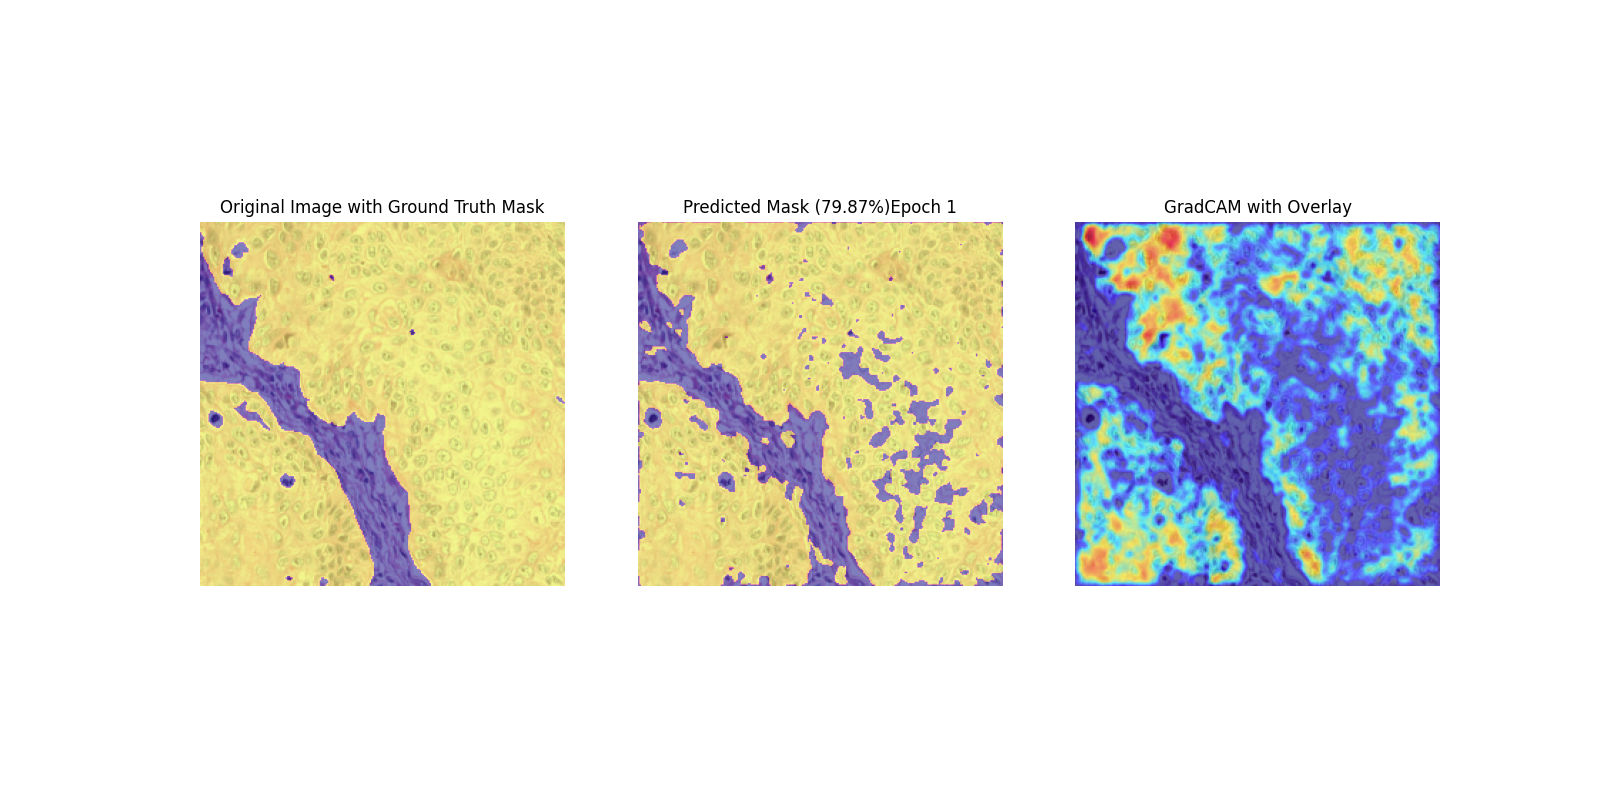 Original Image with Ground Truth Mask
Predicted Mask (79.87%)Epoch 1
GradCAM with Overlay